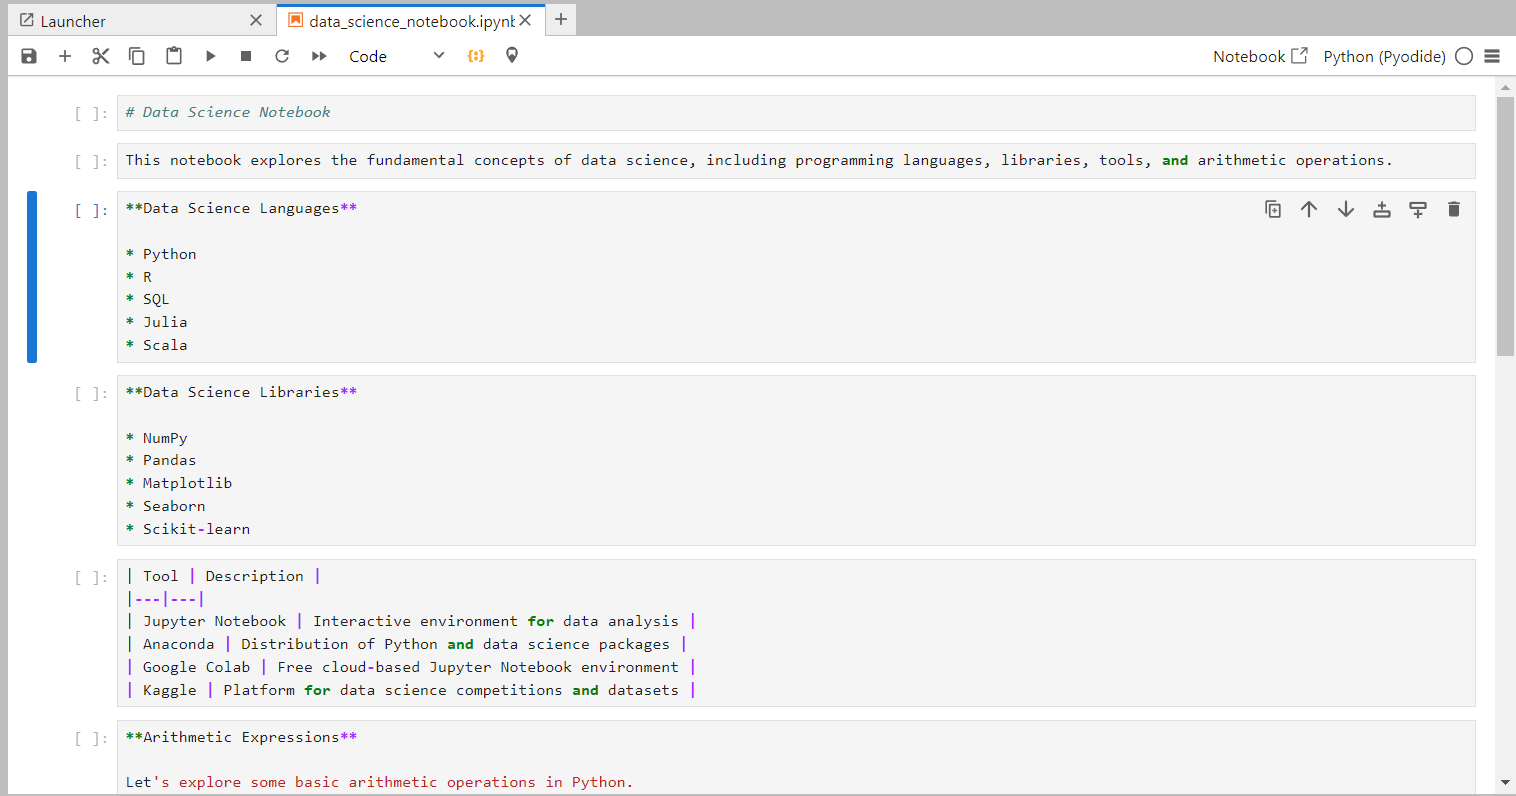 Launcher
data_science_notebook.ipynb
Code
Notebook
Python (Pyodide)
[ ]: # Data Science Notebook
[ ]: This notebook explores the fundamental concepts of data science, including programming languages, libraries, tools, and arithmetic operations.
[ ]: **Data Science Languages**
* Python
* R
* SQL
* Julia
* Scala
[ ]: **Data Science Libraries**
* NumPy
* Pandas
* Matplotlib
* Seaborn
* Scikit-learn
[ ]: | Tool | Description |
|---|---|
| Jupyter Notebook | Interactive environment for data analysis |
| Anaconda | Distribution of Python and data science packages |
| Google Colab | Free cloud-based Jupyter Notebook environment |
| Kaggle | Platform for data science competitions and datasets |
[ ]: **Arithmetic Expressions**
Let's explore some basic arithmetic operations in Python.